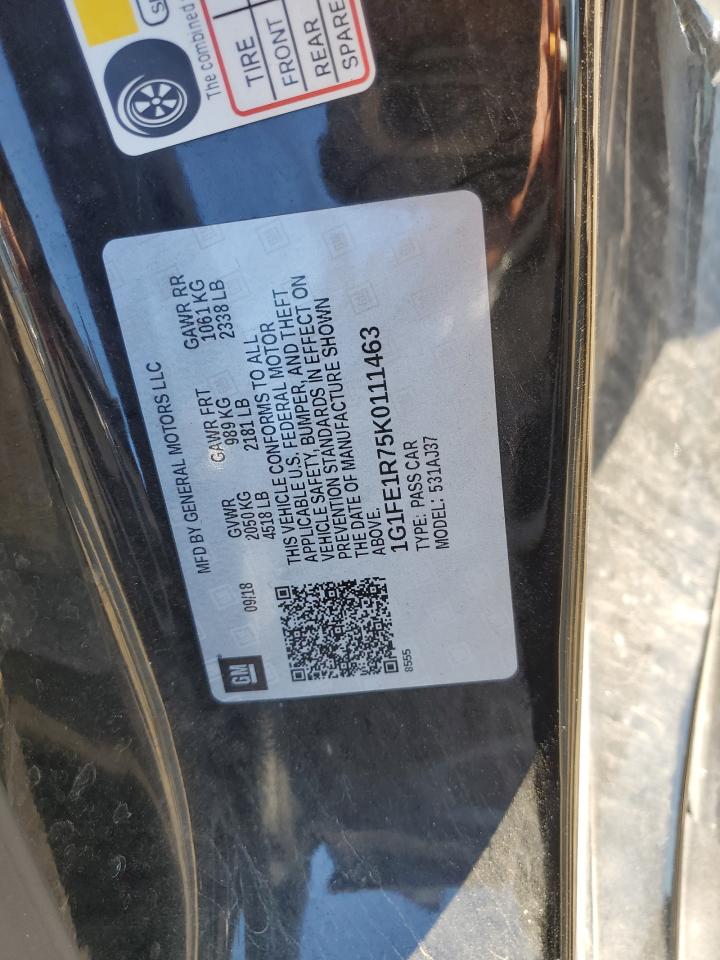 The combined
TIRE
FRONT
REAR
SPARE
GM
MFD BY GENERAL MOTORS LLC
09/18
GVWR GAWR FRT GAWR RR
2050 KG 989 KG 1061 KG
4518 LB 2181 LB 2338 LB
THIS VEHICLE CONFORMS TO ALL
APPLICABLE U.S. FEDERAL MOTOR
VEHICLE SAFETY, BUMPER, AND THEFT
PREVENTION STANDARDS IN EFFECT ON
THE DATE OF MANUFACTURE SHOWN
ABOVE.
1G1FE1R75K0111463
TYPE: PASS CAR
MODEL: 531AJ37
8555